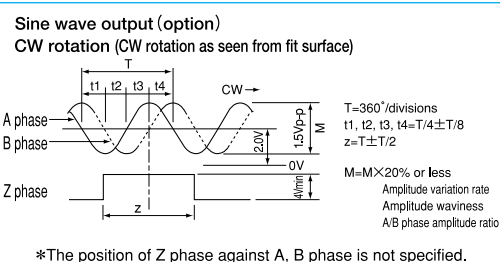 Sine wave output (option)
CW rotation (CW rotation as seen from fit surface)
T
t1 t2 t3 t4
CW→
A phase
B phase
2.0V
1.5Vp-p
M
0V
Z phase
z
4Vmin
T=360°/divisions
t1, t2, t3, t4=T/4±T/8
z=T±T/2
M=M×20% or less
Amplitude variation rate
Amplitude waviness
A/B phase amplitude ratio
*The position of Z phase against A, B phase is not specified.